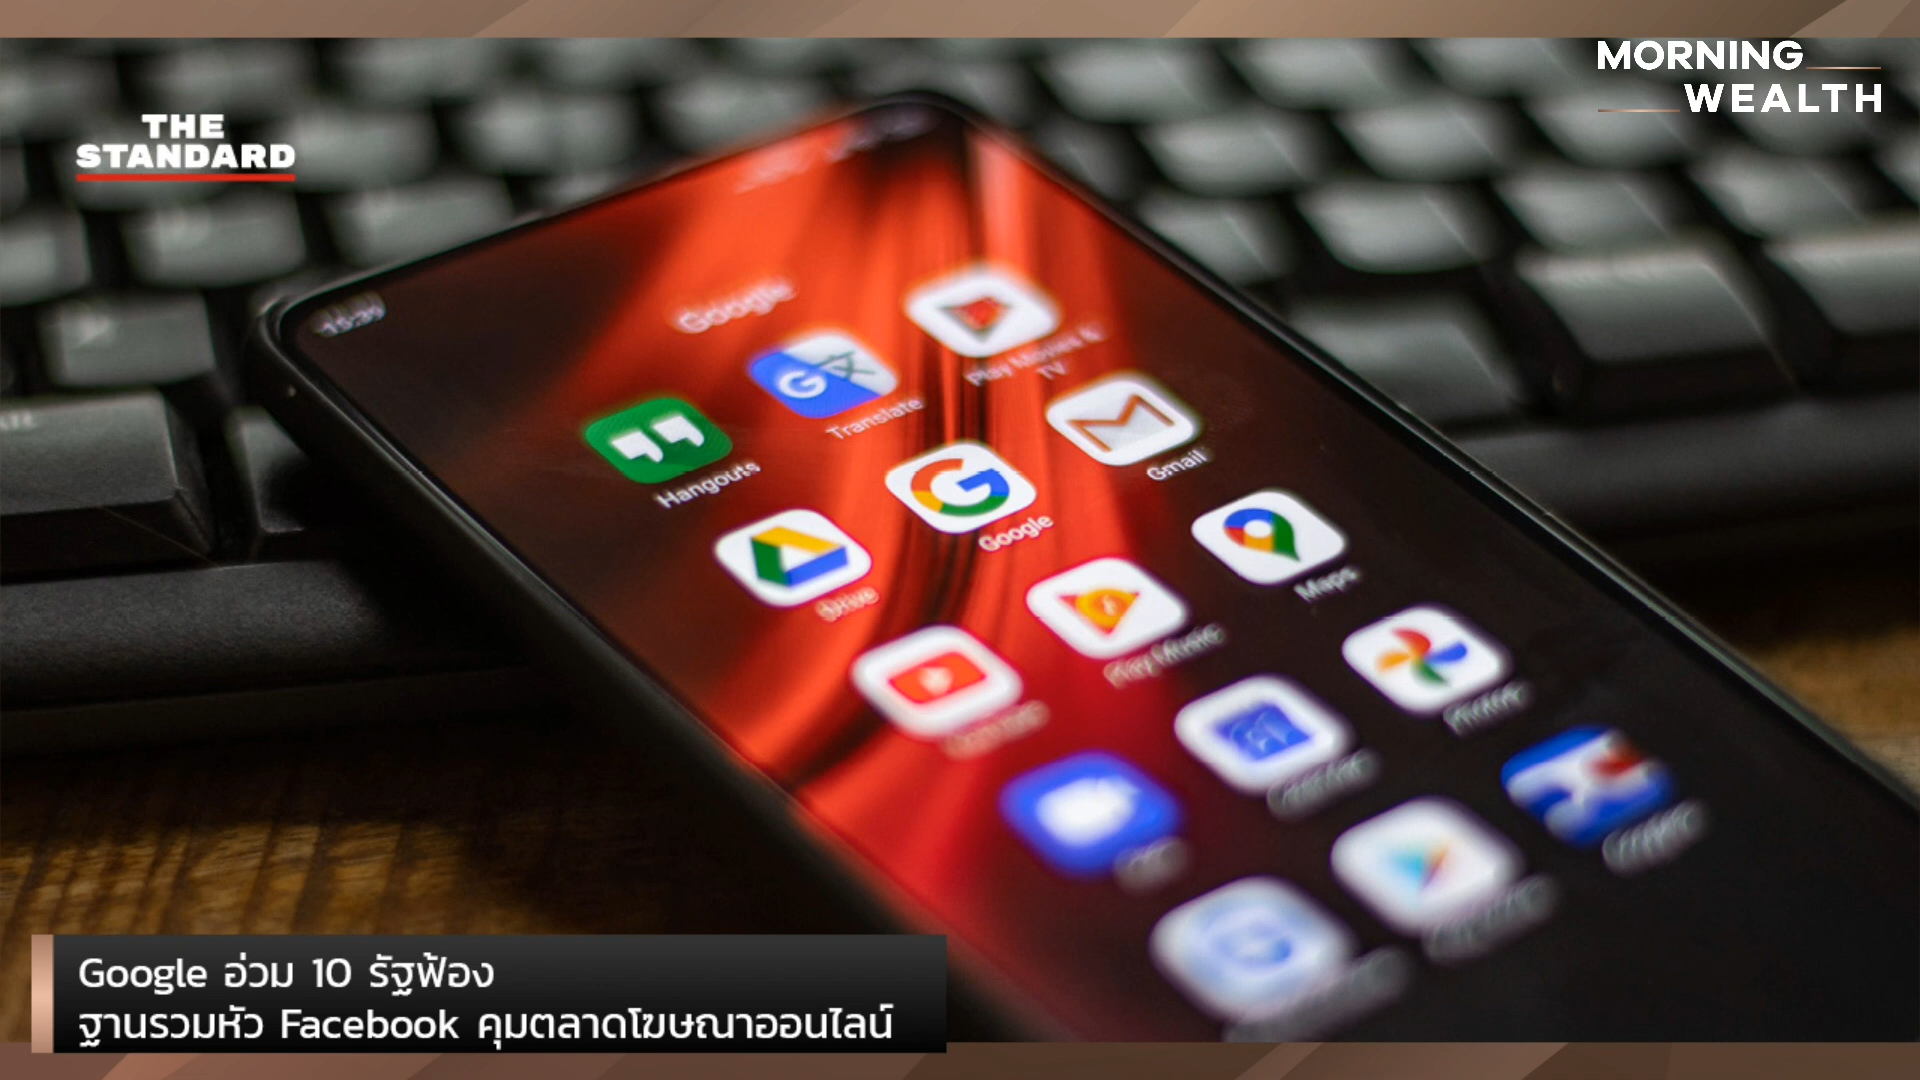 MORNING
WEALTH
THE
STANDARD
15:39
Google
Play Movies &
TV
Translate
Hangouts
Gmail
Google
Drive
Maps
Play Music
Google อ่วม 10 รัฐฟ้อง
ฐานรวมหัว Facebook คุมตลาดโฆษณาออนไลน์